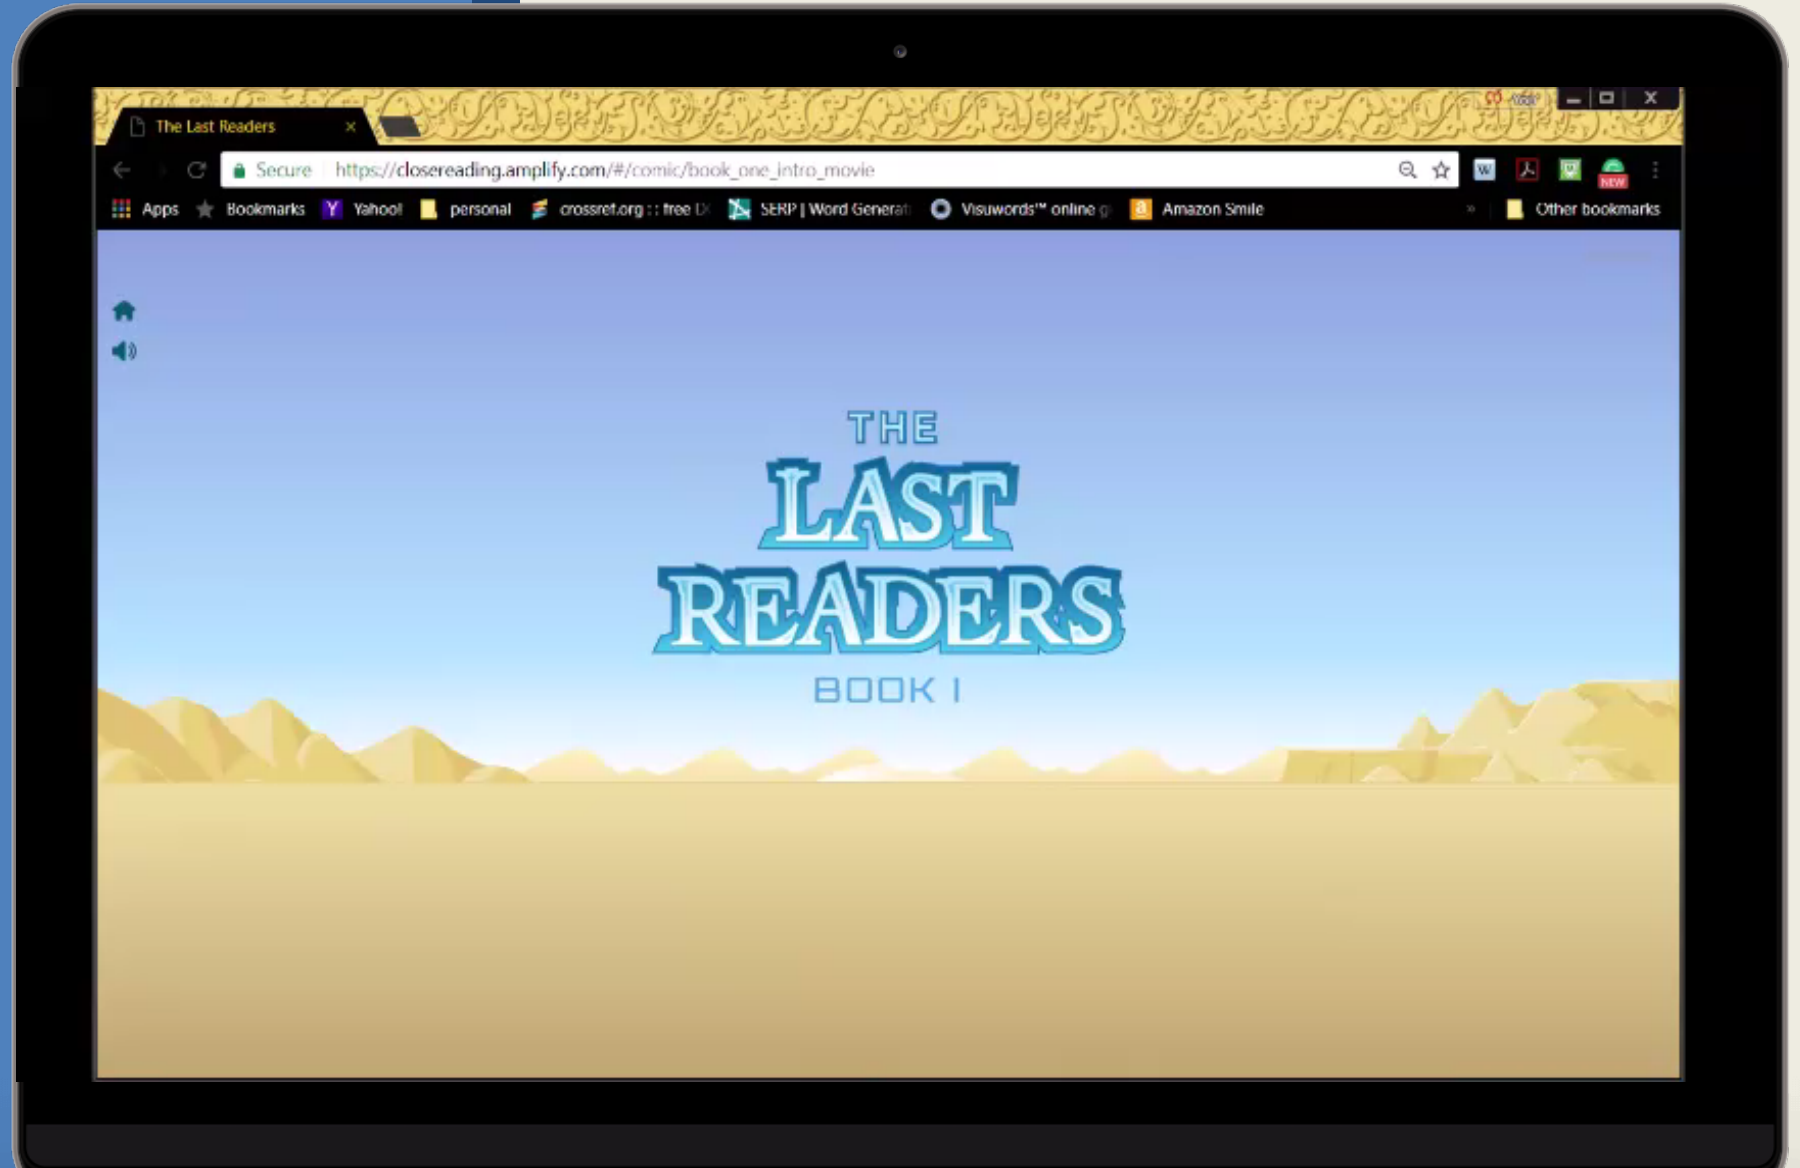 The Last Readers
Secure https://closereading.amplify.com/#/comic/book_one_intro_movie
W
NEW
Apps Bookmarks Y Yahoo! personal crossref.org : : free SERP | Word Generat Visuwords™ online g a Amazon Smile » Other bookmarks
THE
LAST
READERS
BOOK I